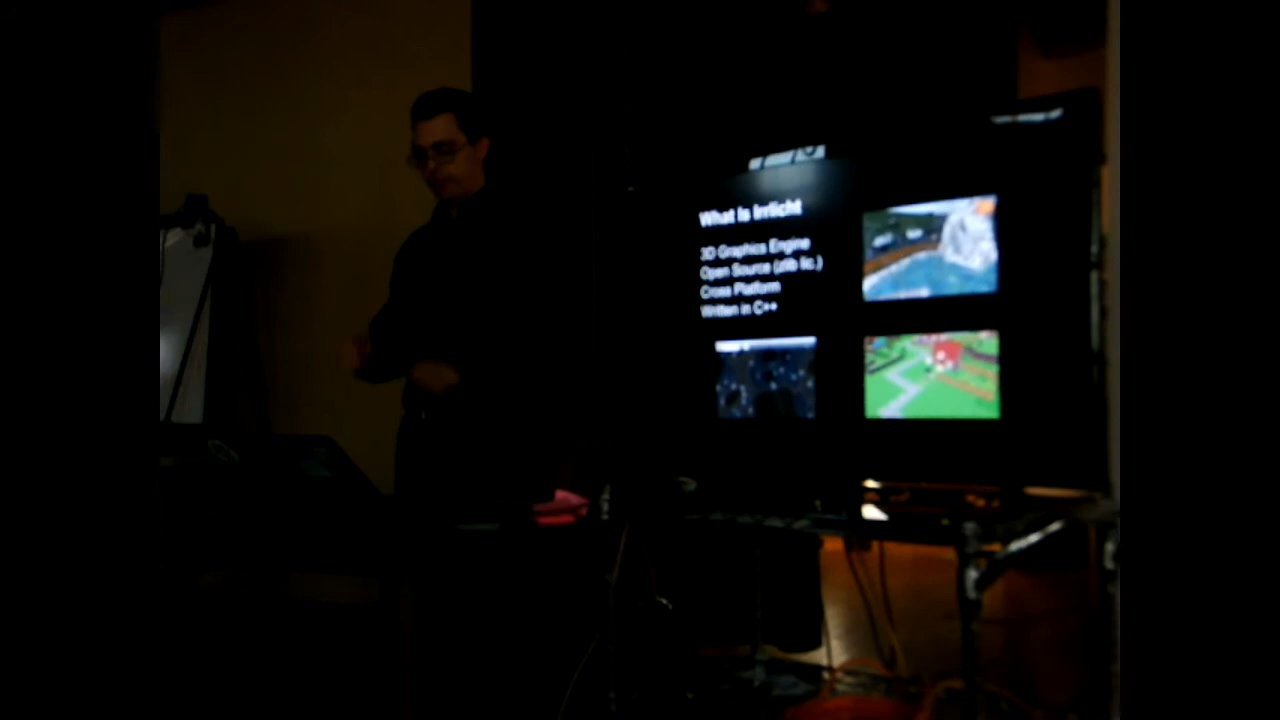 What Is Irrlicht
3D Graphics Engine
Open Source (zlib lic.)
Cross Platform
Written in C++